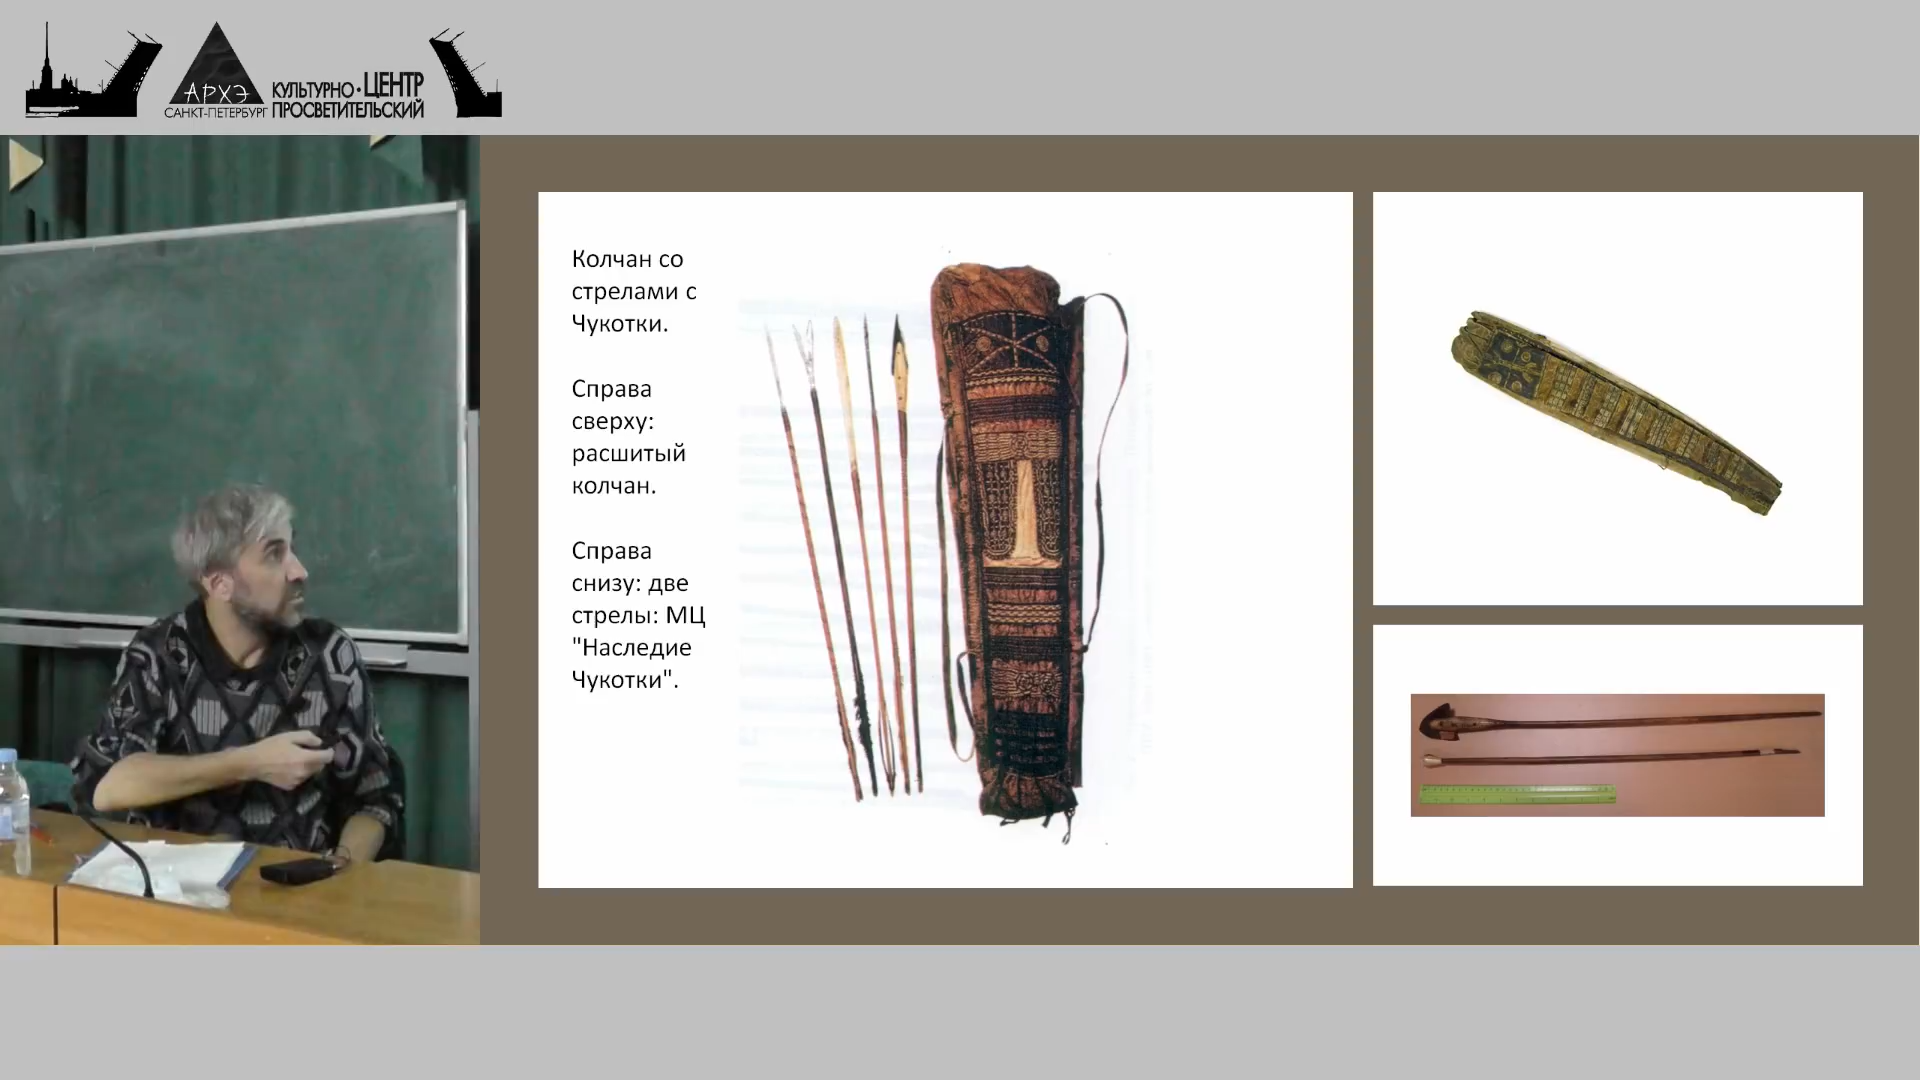 АРХЭ
САНКТ-ПЕТЕРБУРГ
КУЛЬТУРНО-ЦЕНТР
ПРОСВЕТИТЕЛЬСКИЙ
Колчан со
стрелами с
Чукотки.
Справа
сверху:
расшитый
колчан.
Справа
снизу: две
стрелы: МЦ
"Наследие
Чукотки".